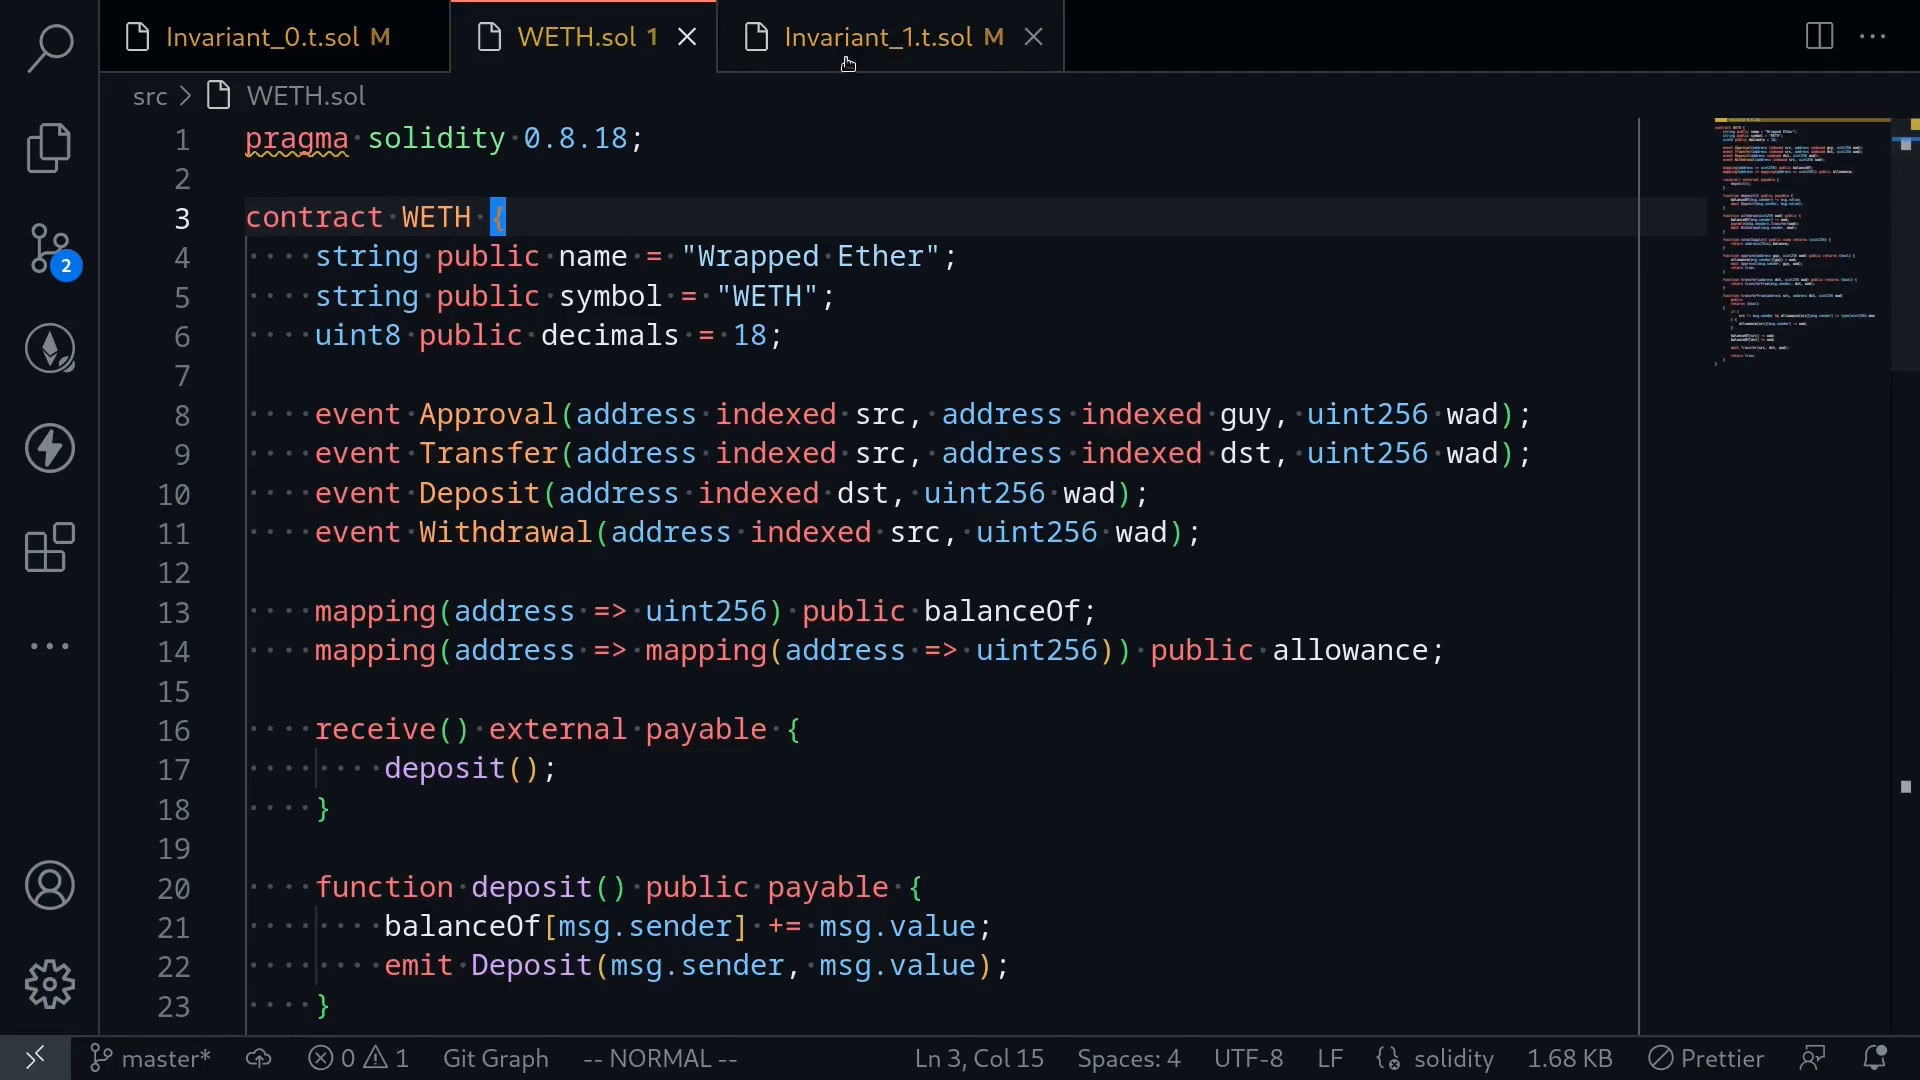 Invariant_0.t.sol M
WETH.sol 1
Invariant_1.t.sol M
src > WETH.sol
1 pragma solidity 0.8.18;
2
3 contract WETH {
4 string public name = "Wrapped Ether";
5 string public symbol = "WETH";
6 uint8 public decimals = 18;
7
8 event Approval(address indexed src, address indexed guy, uint256 wad);
9 event Transfer(address indexed src, address indexed dst, uint256 wad);
10 event Deposit(address indexed dst, uint256 wad);
11 event Withdrawal(address indexed src, uint256 wad);
12
13 mapping(address => uint256) public balanceOf;
14 mapping(address => mapping(address => uint256)) public allowance;
15
16 receive() external payable {
17 deposit();
18 }
19
20 function deposit() public payable {
21 balanceOf[msg.sender] += msg.value;
22 emit Deposit(msg.sender, msg.value);
23 }
2
master* 0 1 Git Graph -- NORMAL -- Ln 3, Col 15 Spaces: 4 UTF-8 LF solidity 1.68 KB Prettier